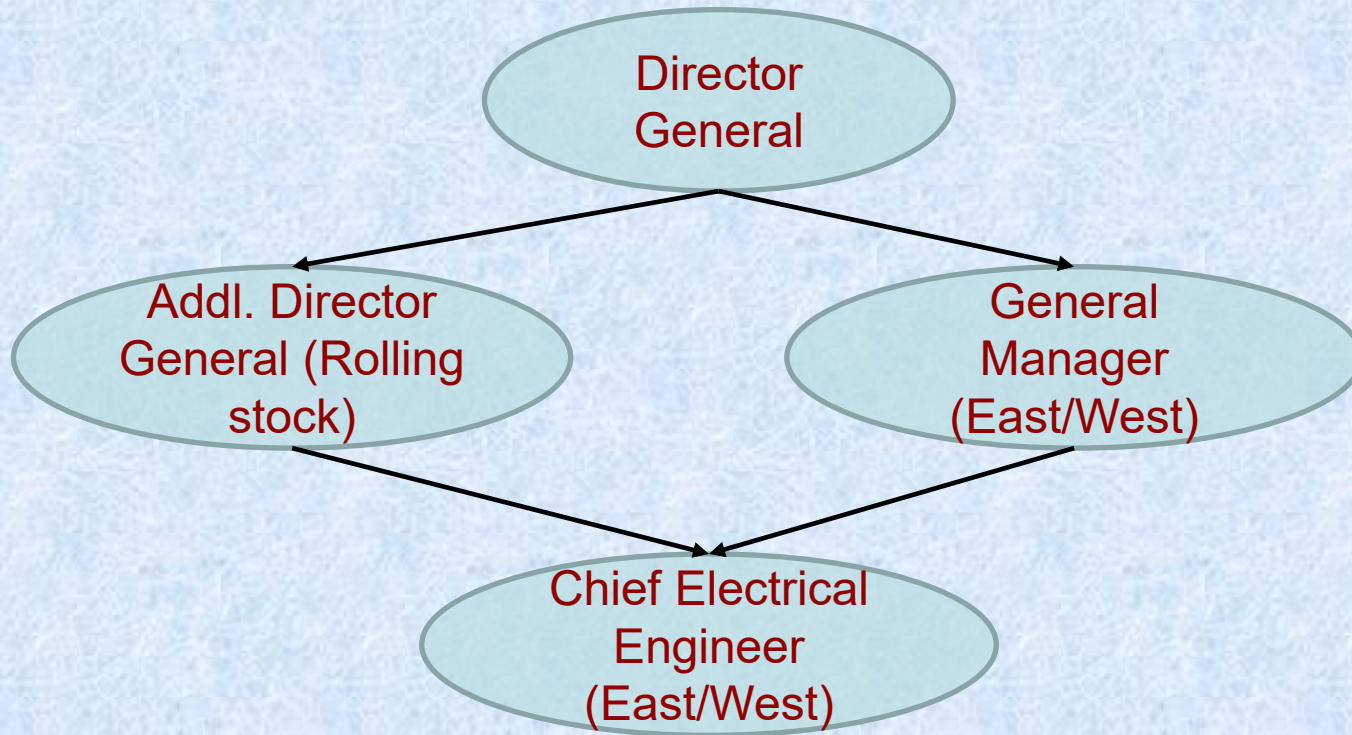 Director
General
Addl. Director
General (Rolling
stock)
General
Manager
(East/West)
Chief Electrical
Engineer
(East/West)